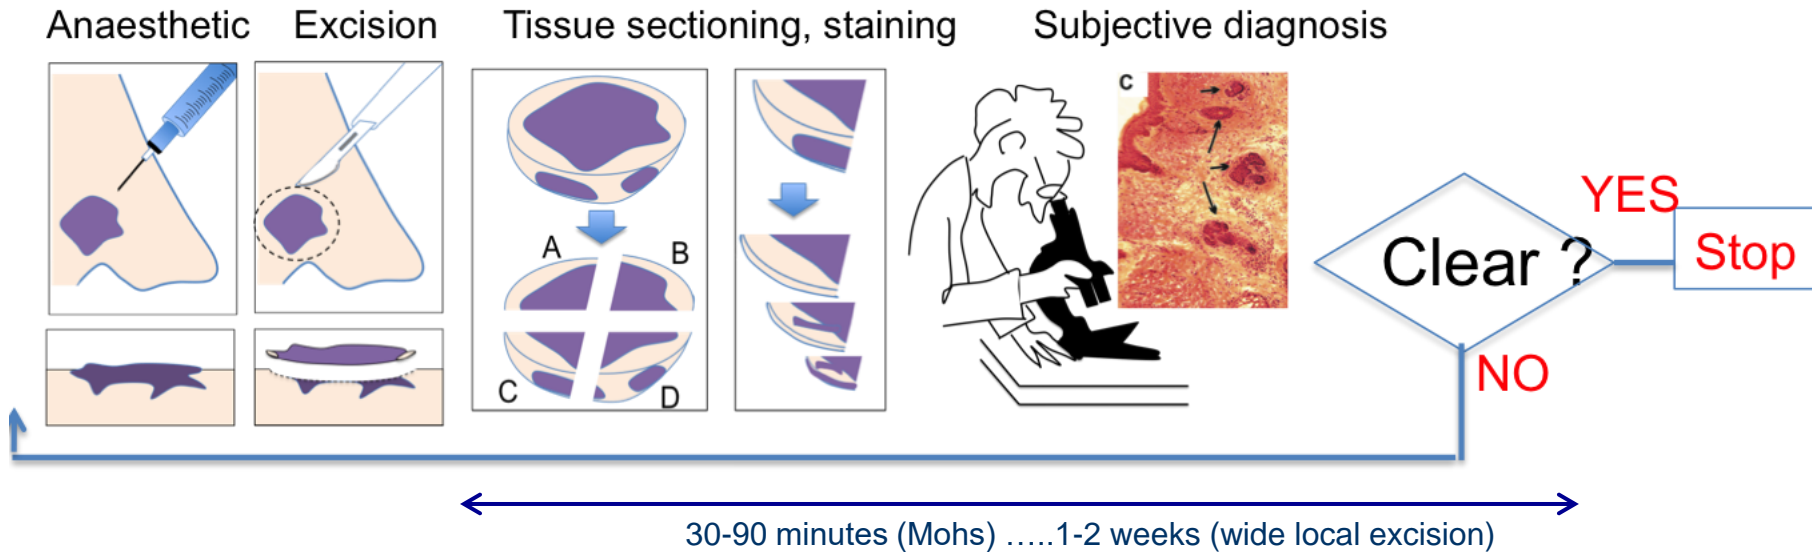 Anaesthetic
Excision
Tissue sectioning, staining
Subjective diagnosis
A
B
C
D
C
Clear ?
YES
Stop
NO
30-90 minutes (Mohs) .....1-2 weeks (wide local excision)